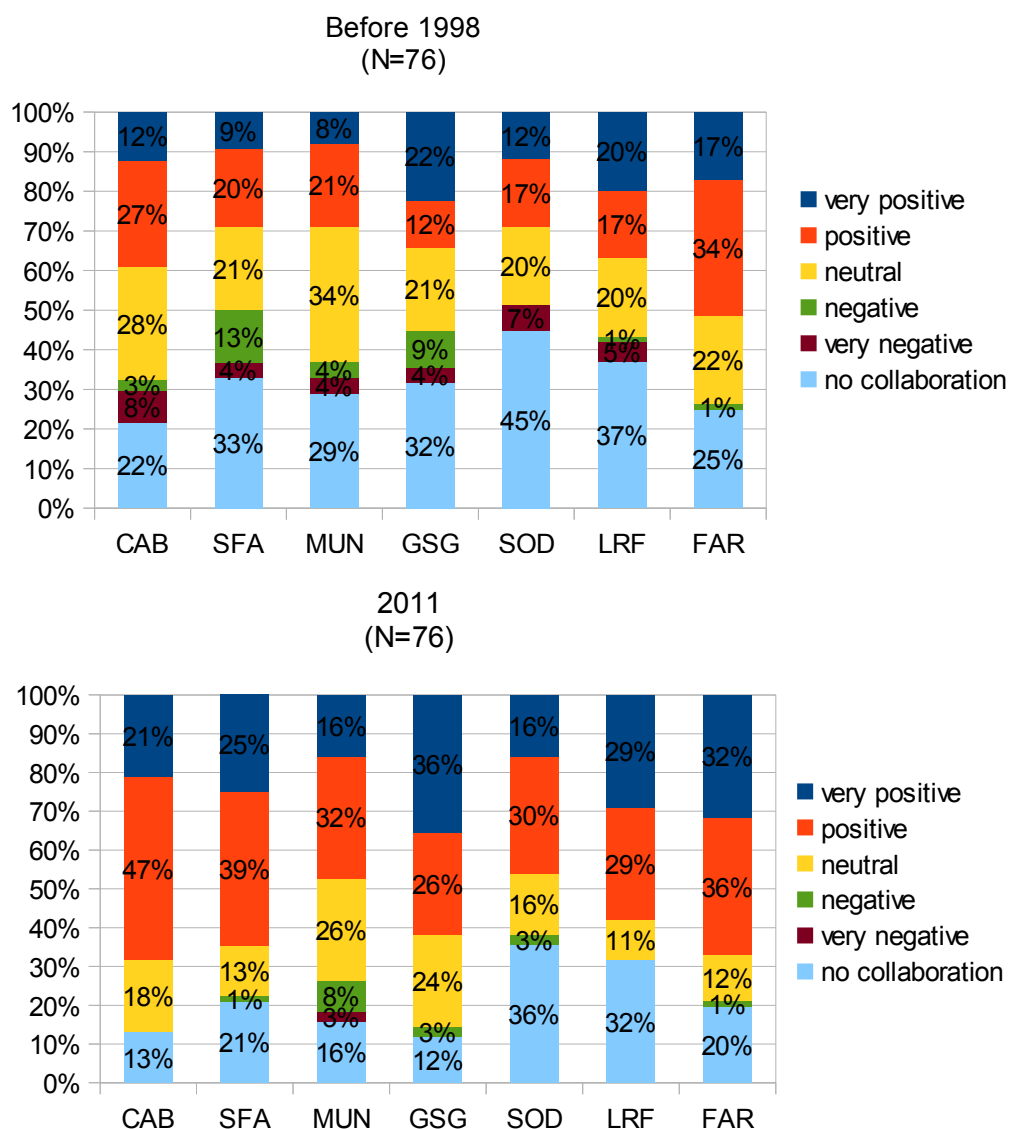 Before 1998
(N=76)
100%
90%
80%
70%
60%
50%
40%
30%
20%
10%
0%
12% 9% 8% 22% 12% 20% 17%
27% 20% 21% 12% 17% 17% 34%
28% 21% 34% 21% 20% 20% 22%
3% 13% 4% 9% 1% 1%
8% 4% 4% 4% 7% 5%
22% 33% 29% 32% 45% 37% 25%
CAB SFA MUN GSG SOD LRF FAR
very positive
positive
neutral
negative
very negative
no collaboration
2011
(N=76)
100%
90%
80%
70%
60%
50%
40%
30%
20%
10%
0%
21% 25% 16% 36% 16% 29% 32%
47% 39% 32% 26% 30% 29% 36%
18% 13% 26% 24% 16% 11% 12%
1% 8% 3% 3% 1%
3%
13% 21% 16% 12% 36% 32% 20%
CAB SFA MUN GSG SOD LRF FAR
very positive
positive
neutral
negative
very negative
no collaboration